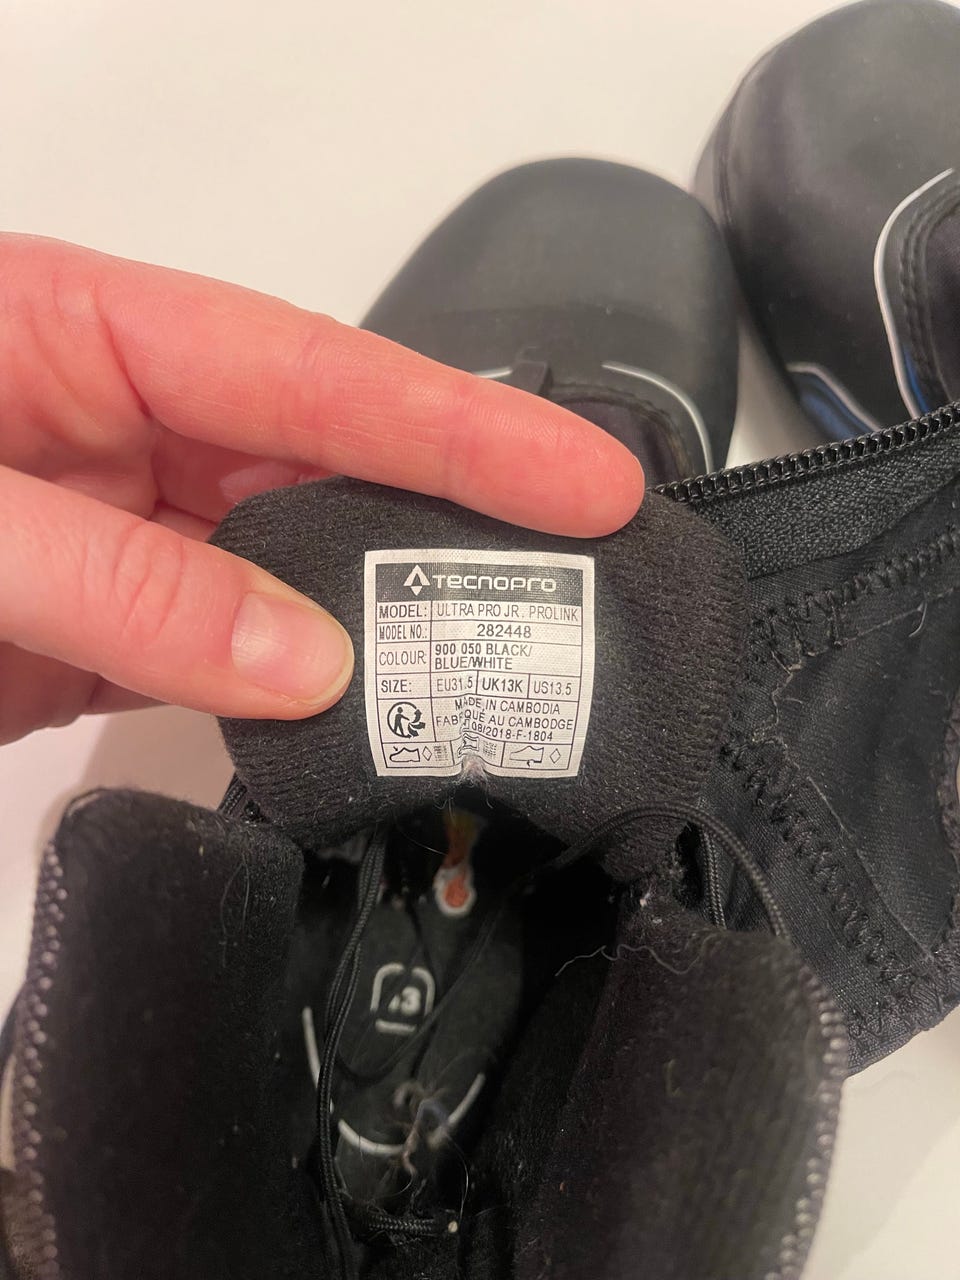 TECNOPRO
MODEL: ULTRA PRO JR. PROLINK
MODEL NO.: 282448
COLOUR: 900 050 BLACK/
BLUE/WHITE
SIZE: EU31.5 UK13K US13.5
MADE IN CAMBODIA
FABRIQUÉ AU CAMBODGE
08/2018-F-1804